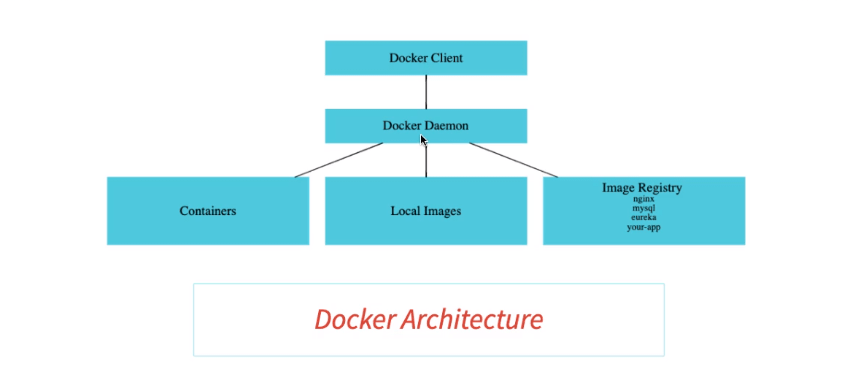 Docker Client
Docker Daemon
Containers
Local Images
Image Registry
nginx
mysql
eureka
your-app
Docker Architecture